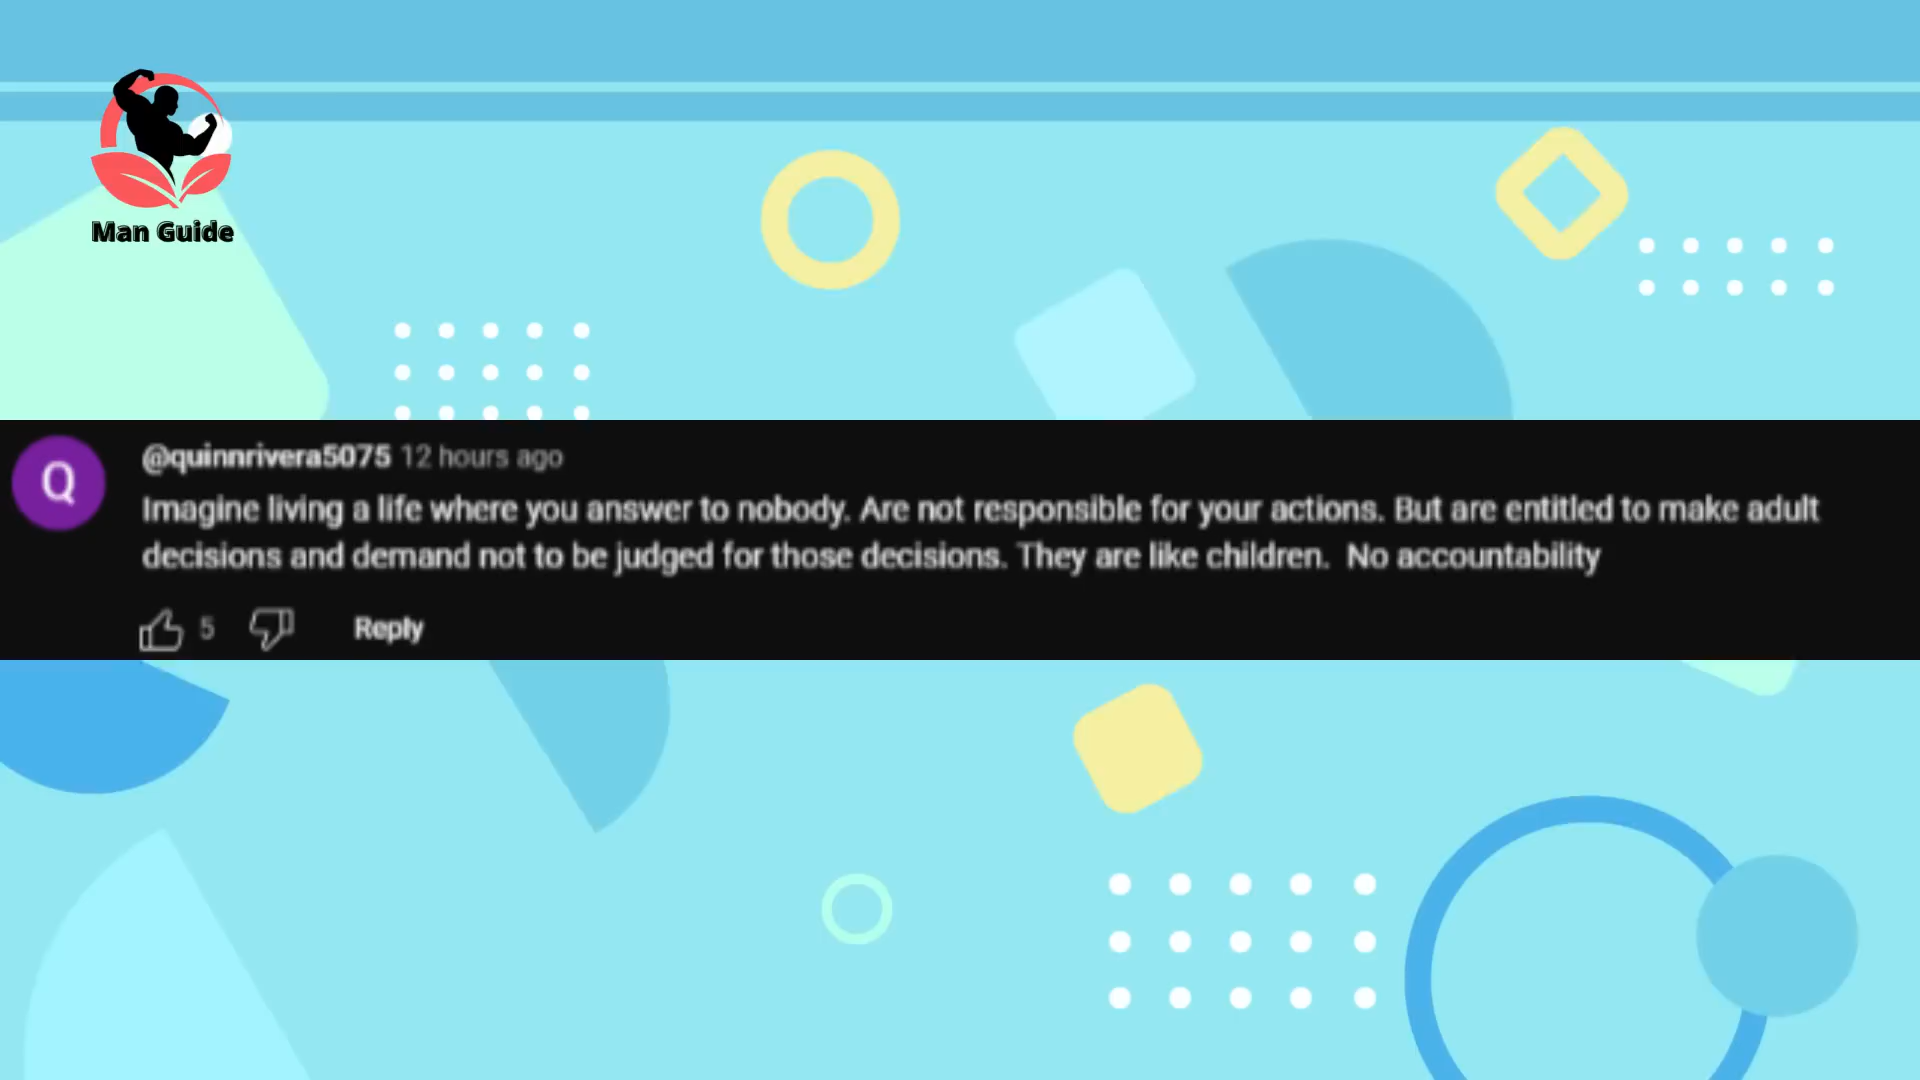 Man Guide
Q
@quinnrivera5075 12 hours ago
Imagine living a life where you answer to nobody. Are not responsible for your actions. But are entitled to make adult
decisions and demand not to be judged for those decisions. They are like children.  No accountability
5 Reply